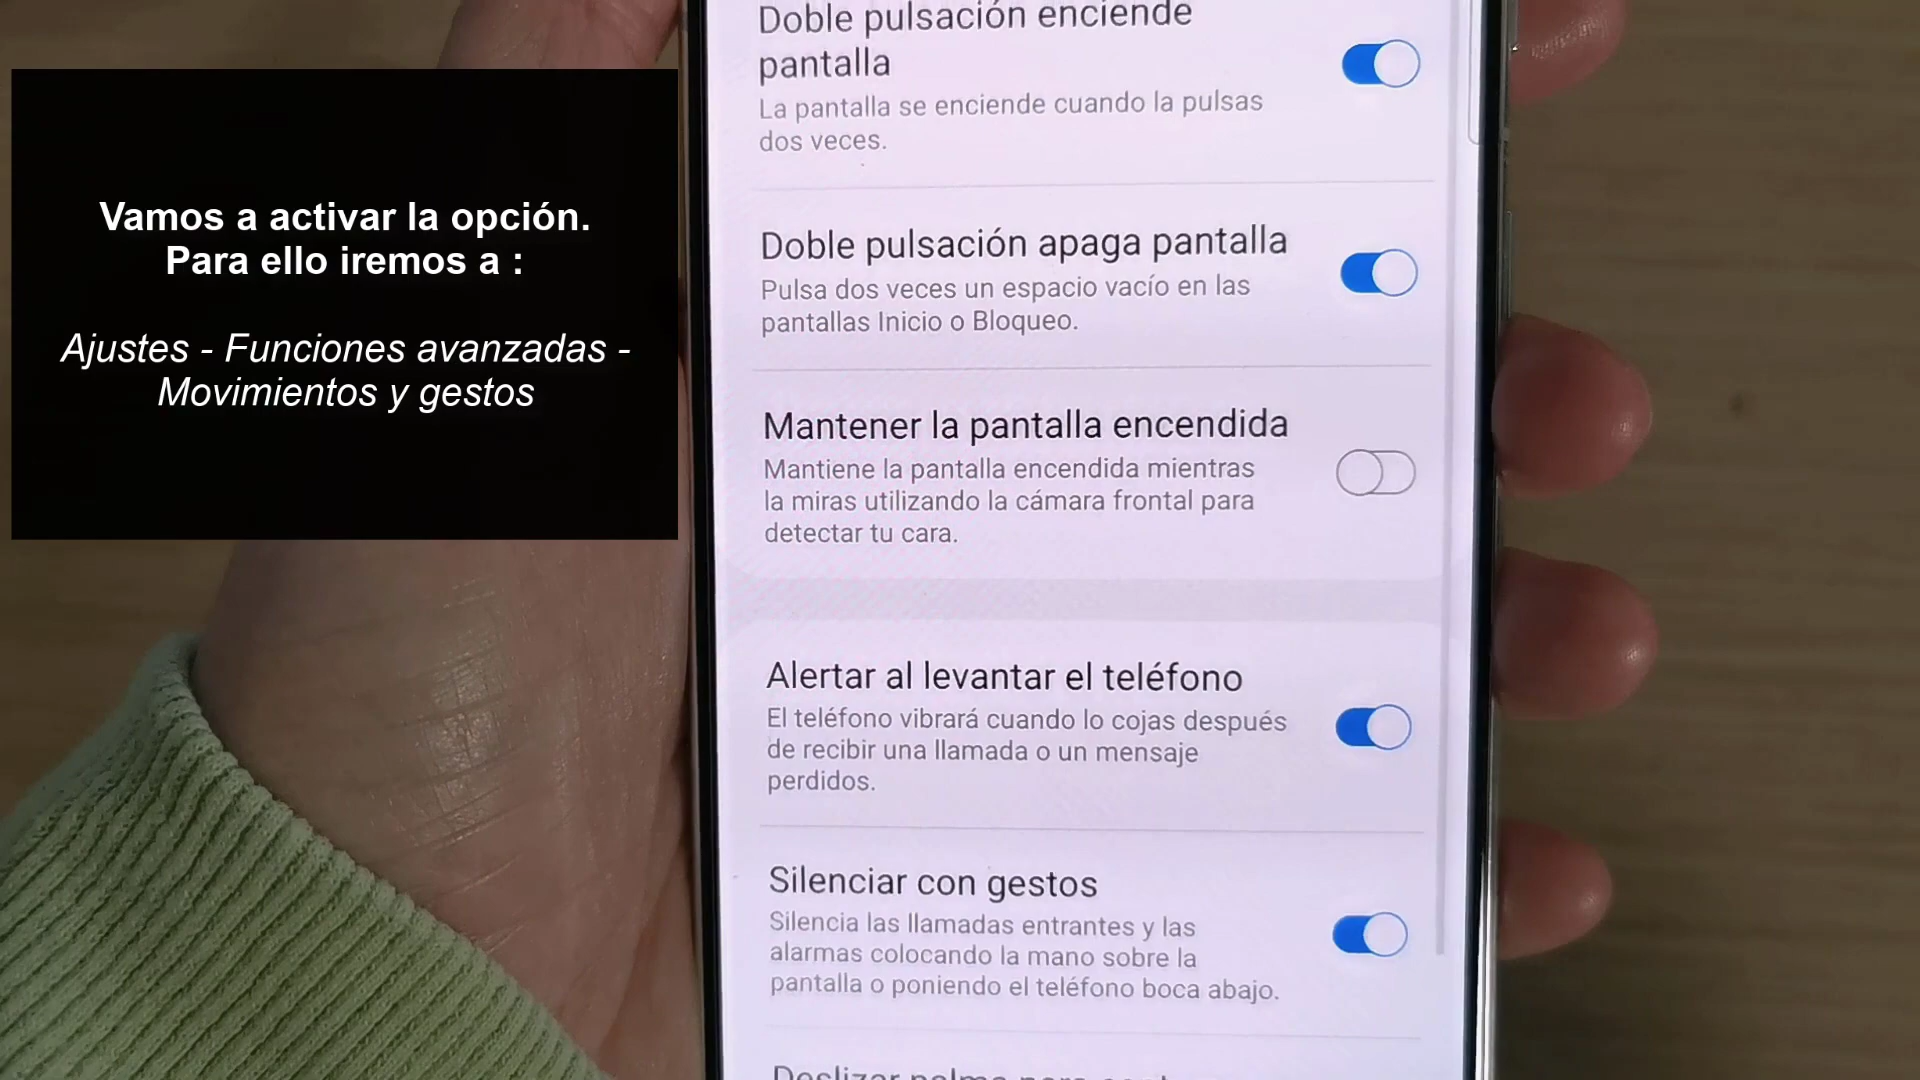 Vamos a activar la opción.
Para ello iremos a :
Ajustes - Funciones avanzadas -
Movimientos y gestos
Doble pulsación enciende
pantalla
La pantalla se enciende cuando la pulsas
dos veces.
Doble pulsación apaga pantalla
Pulsa dos veces un espacio vacío en las
pantallas Inicio o Bloqueo.
Mantener la pantalla encendida
Mantiene la pantalla encendida mientras
la miras utilizando la cámara frontal para
detectar tu cara.
Alertar al levantar el teléfono
El teléfono vibrará cuando lo cojas después
de recibir una llamada o un mensaje
perdidos.
Silenciar con gestos
Silencia las llamadas entrantes y las
alarmas colocando la mano sobre la
pantalla o poniendo el teléfono boca abajo.
Deslizar palma para